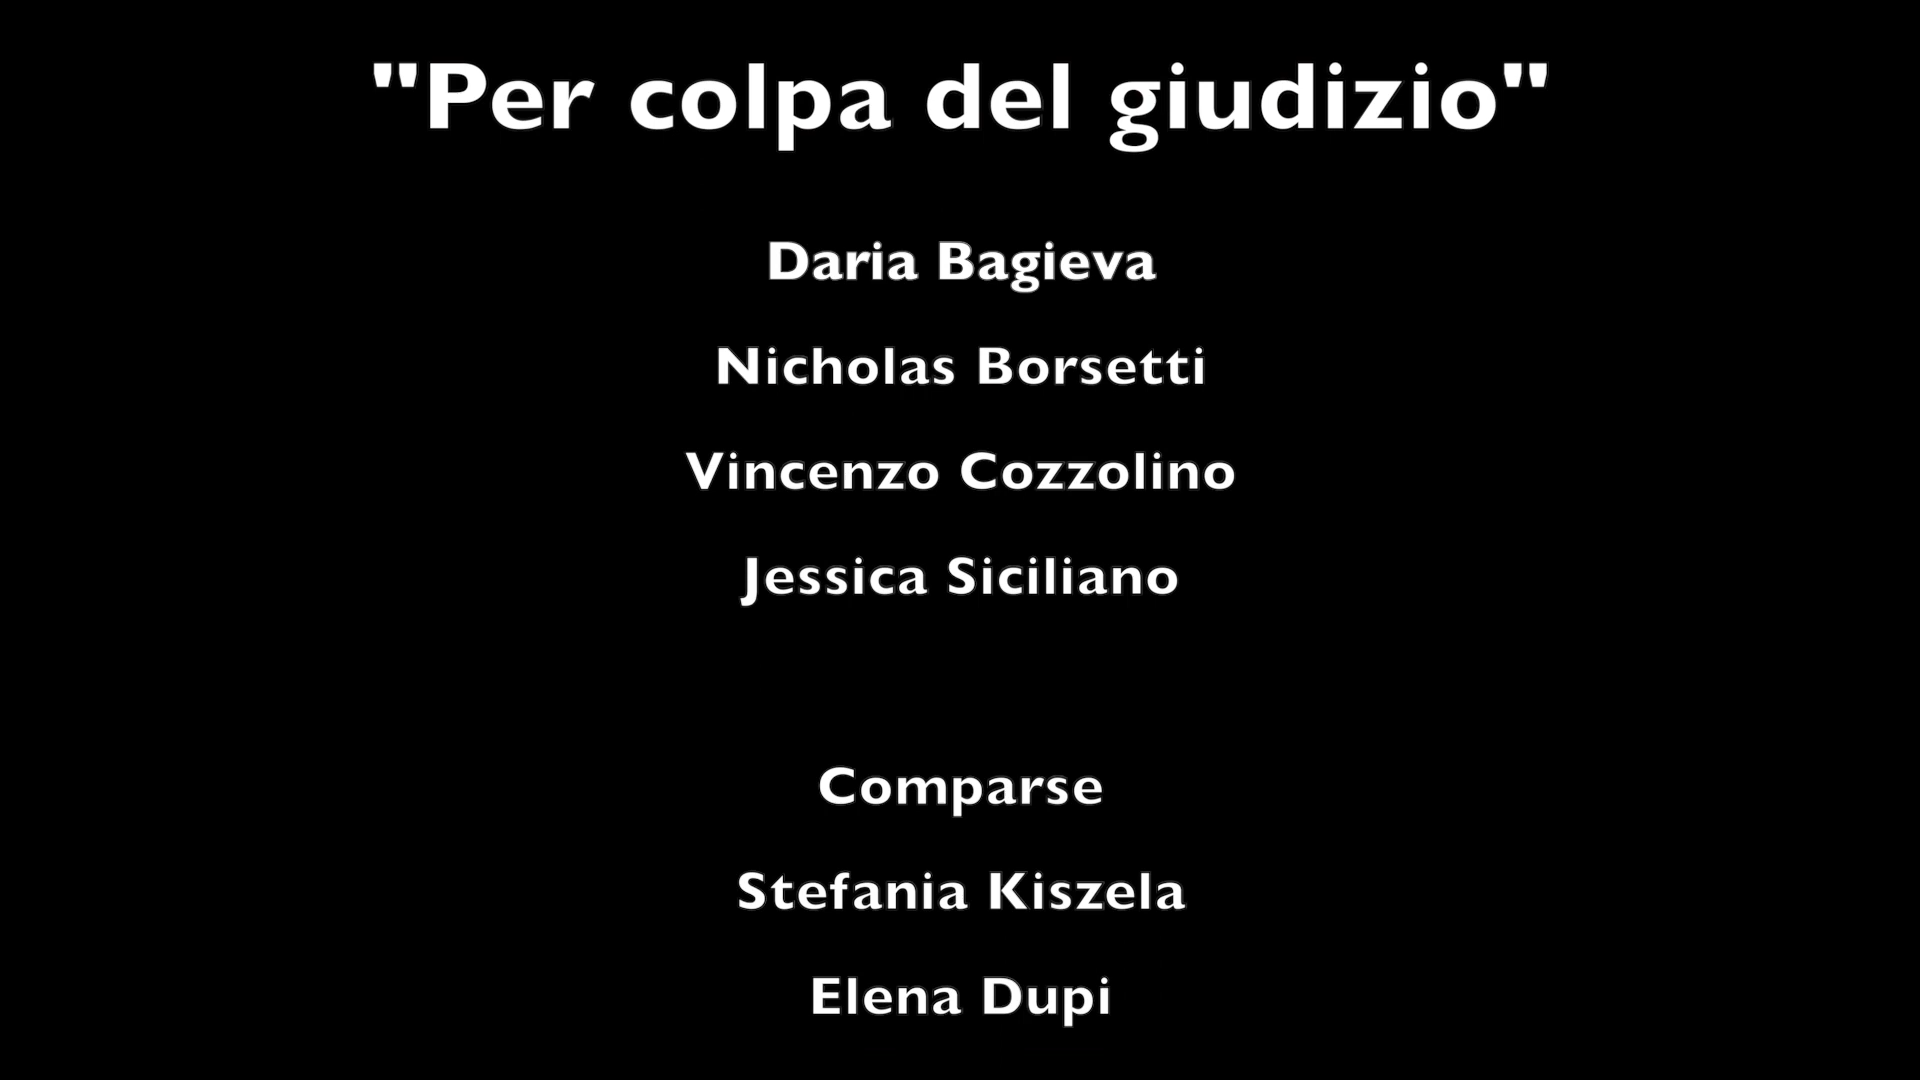 "Per colpa del giudizio"
Daria Bagieva
Nicholas Borsetti
Vincenzo Cozzolino
Jessica Siciliano
Comparse
Stefania Kiszela
Elena Dupi